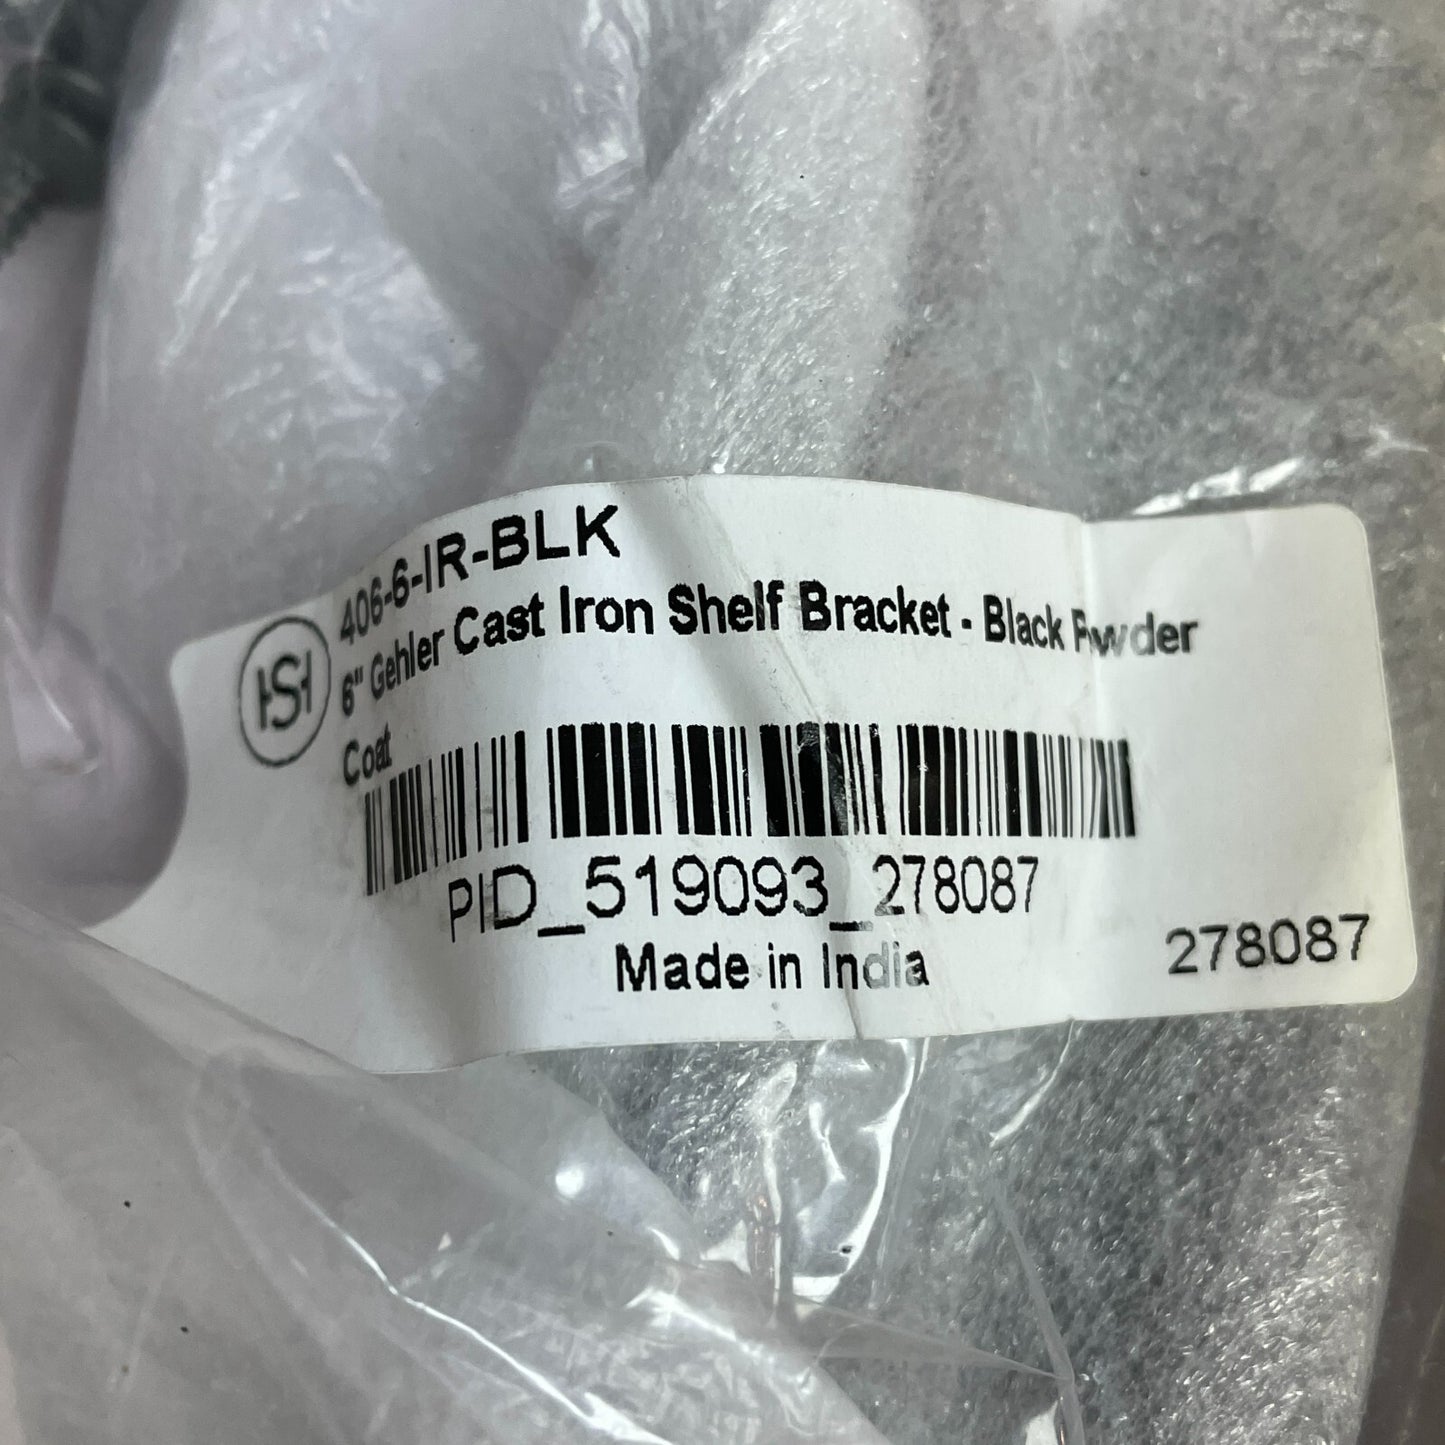 406-6-IR-BLK
6" Gehler Cast Iron Shelf Bracket - Black Powder
Coat
PID_519093_278087
Made in India
278087